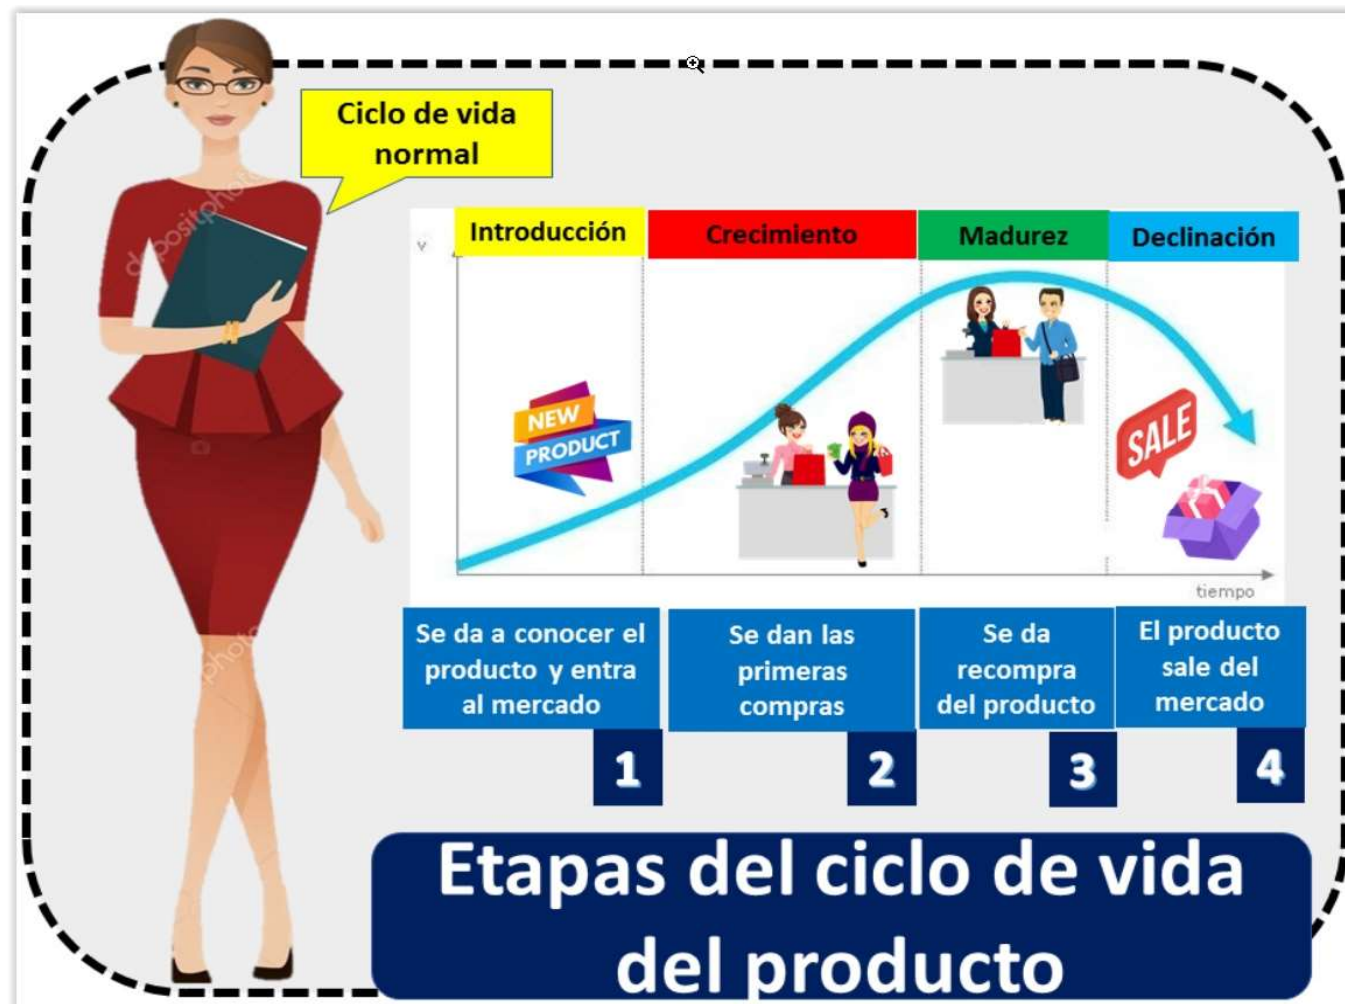 Ciclo de vida
normal
Introducción
Crecimiento
Madurez
Declinación
NEW
PRODUCT
SALE
tiempo
Se da a conocer el
producto y entra
al mercado
1
Se dan las
primeras
compras
2
Se da
recompra
del producto
3
El producto
sale del
mercado
4
Etapas del ciclo de vida
del producto